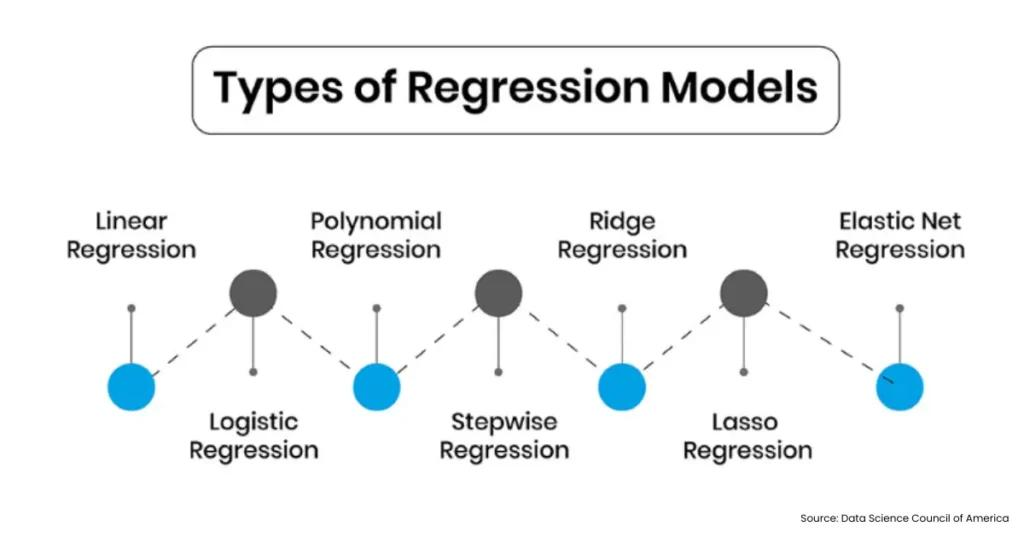 Types of Regression Models
Linear
Regression
Polynomial
Regression
Ridge
Regression
Elastic Net
Regression
Logistic
Regression
Stepwise
Regression
Lasso
Regression
Source: Data Science Council of America